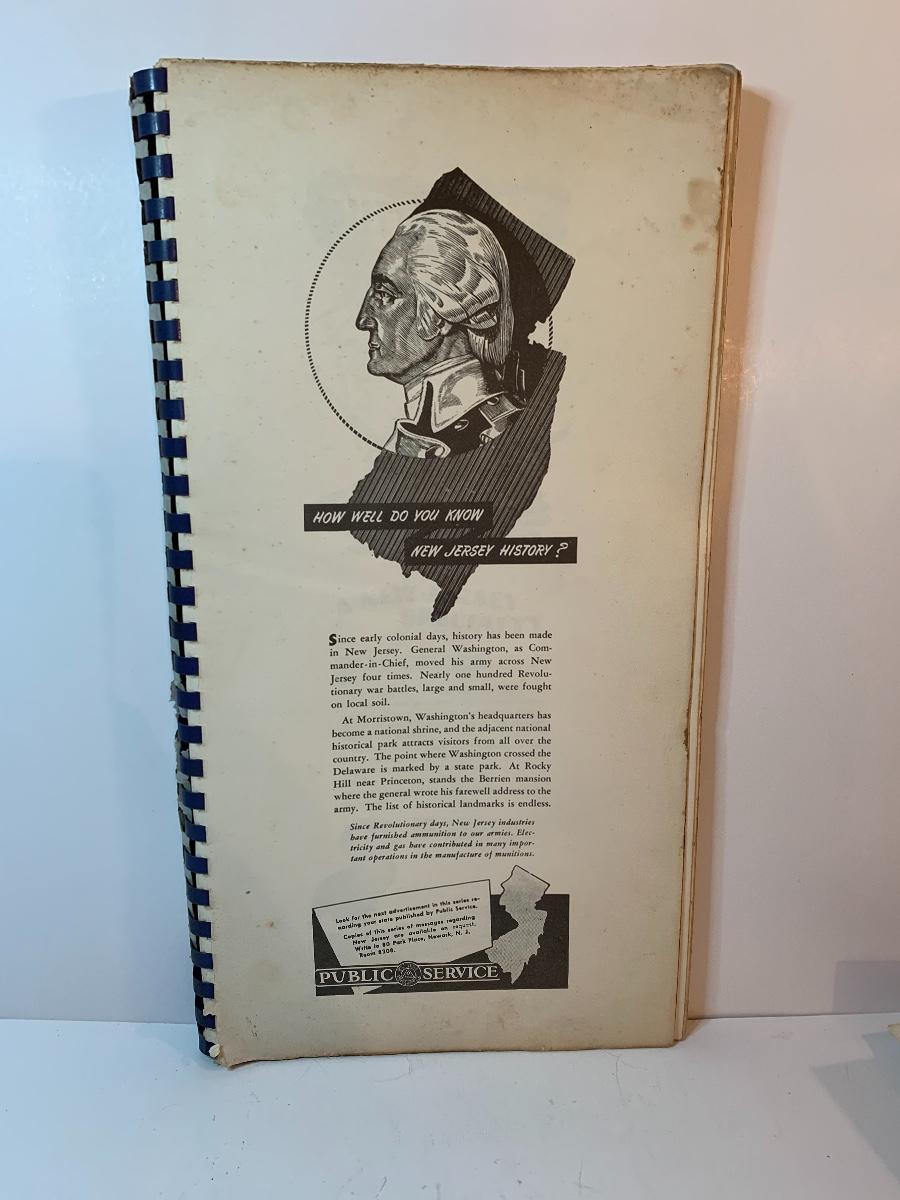 HOW WELL DO YOU KNOW
NEW JERSEY HISTORY?
Since early colonial days, history has been made
in New Jersey. General Washington, as Com-
mander-in-Chief, moved his army across New
Jersey four times. Nearly one hundred Revolu-
tionary war battles, large and small, were fought
on local soil.
At Morristown, Washington's headquarters has
become a national shrine, and the adjacent national
historical park attracts visitors from all over the
country. The point where Washington crossed the
Delaware is marked by a state park. At Rocky
Hill near Princeton, stands the Berrien mansion
where the general wrote his farewell address to the
army. The list of historical landmarks is endless.
Since Revolutionary days, New Jersey industries
have furnished ammunition to our armies. Elec-
tricity and gas have contributed in many impor-
tant operations in the manufacture of munitions.
Look for the next advertisement in this series re-
garding your state published by Public Service.
Copies of this series of messages regarding
New Jersey are available on request.
Write to 80 Park Place, Newark, N. J.
Room 8208.
PUBLIC SERVICE